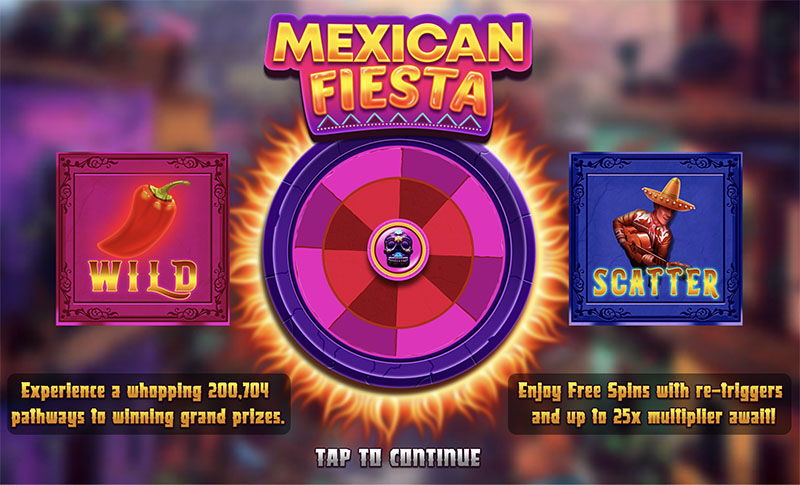 MEXICAN
FIESTA
WILD
SCATTER
Experience a whopping 200,704
pathways to winning grand prizes.
Enjoy Free Spins with re-triggers
and up to 25x multiplier await!
TAP TO CONTINUE